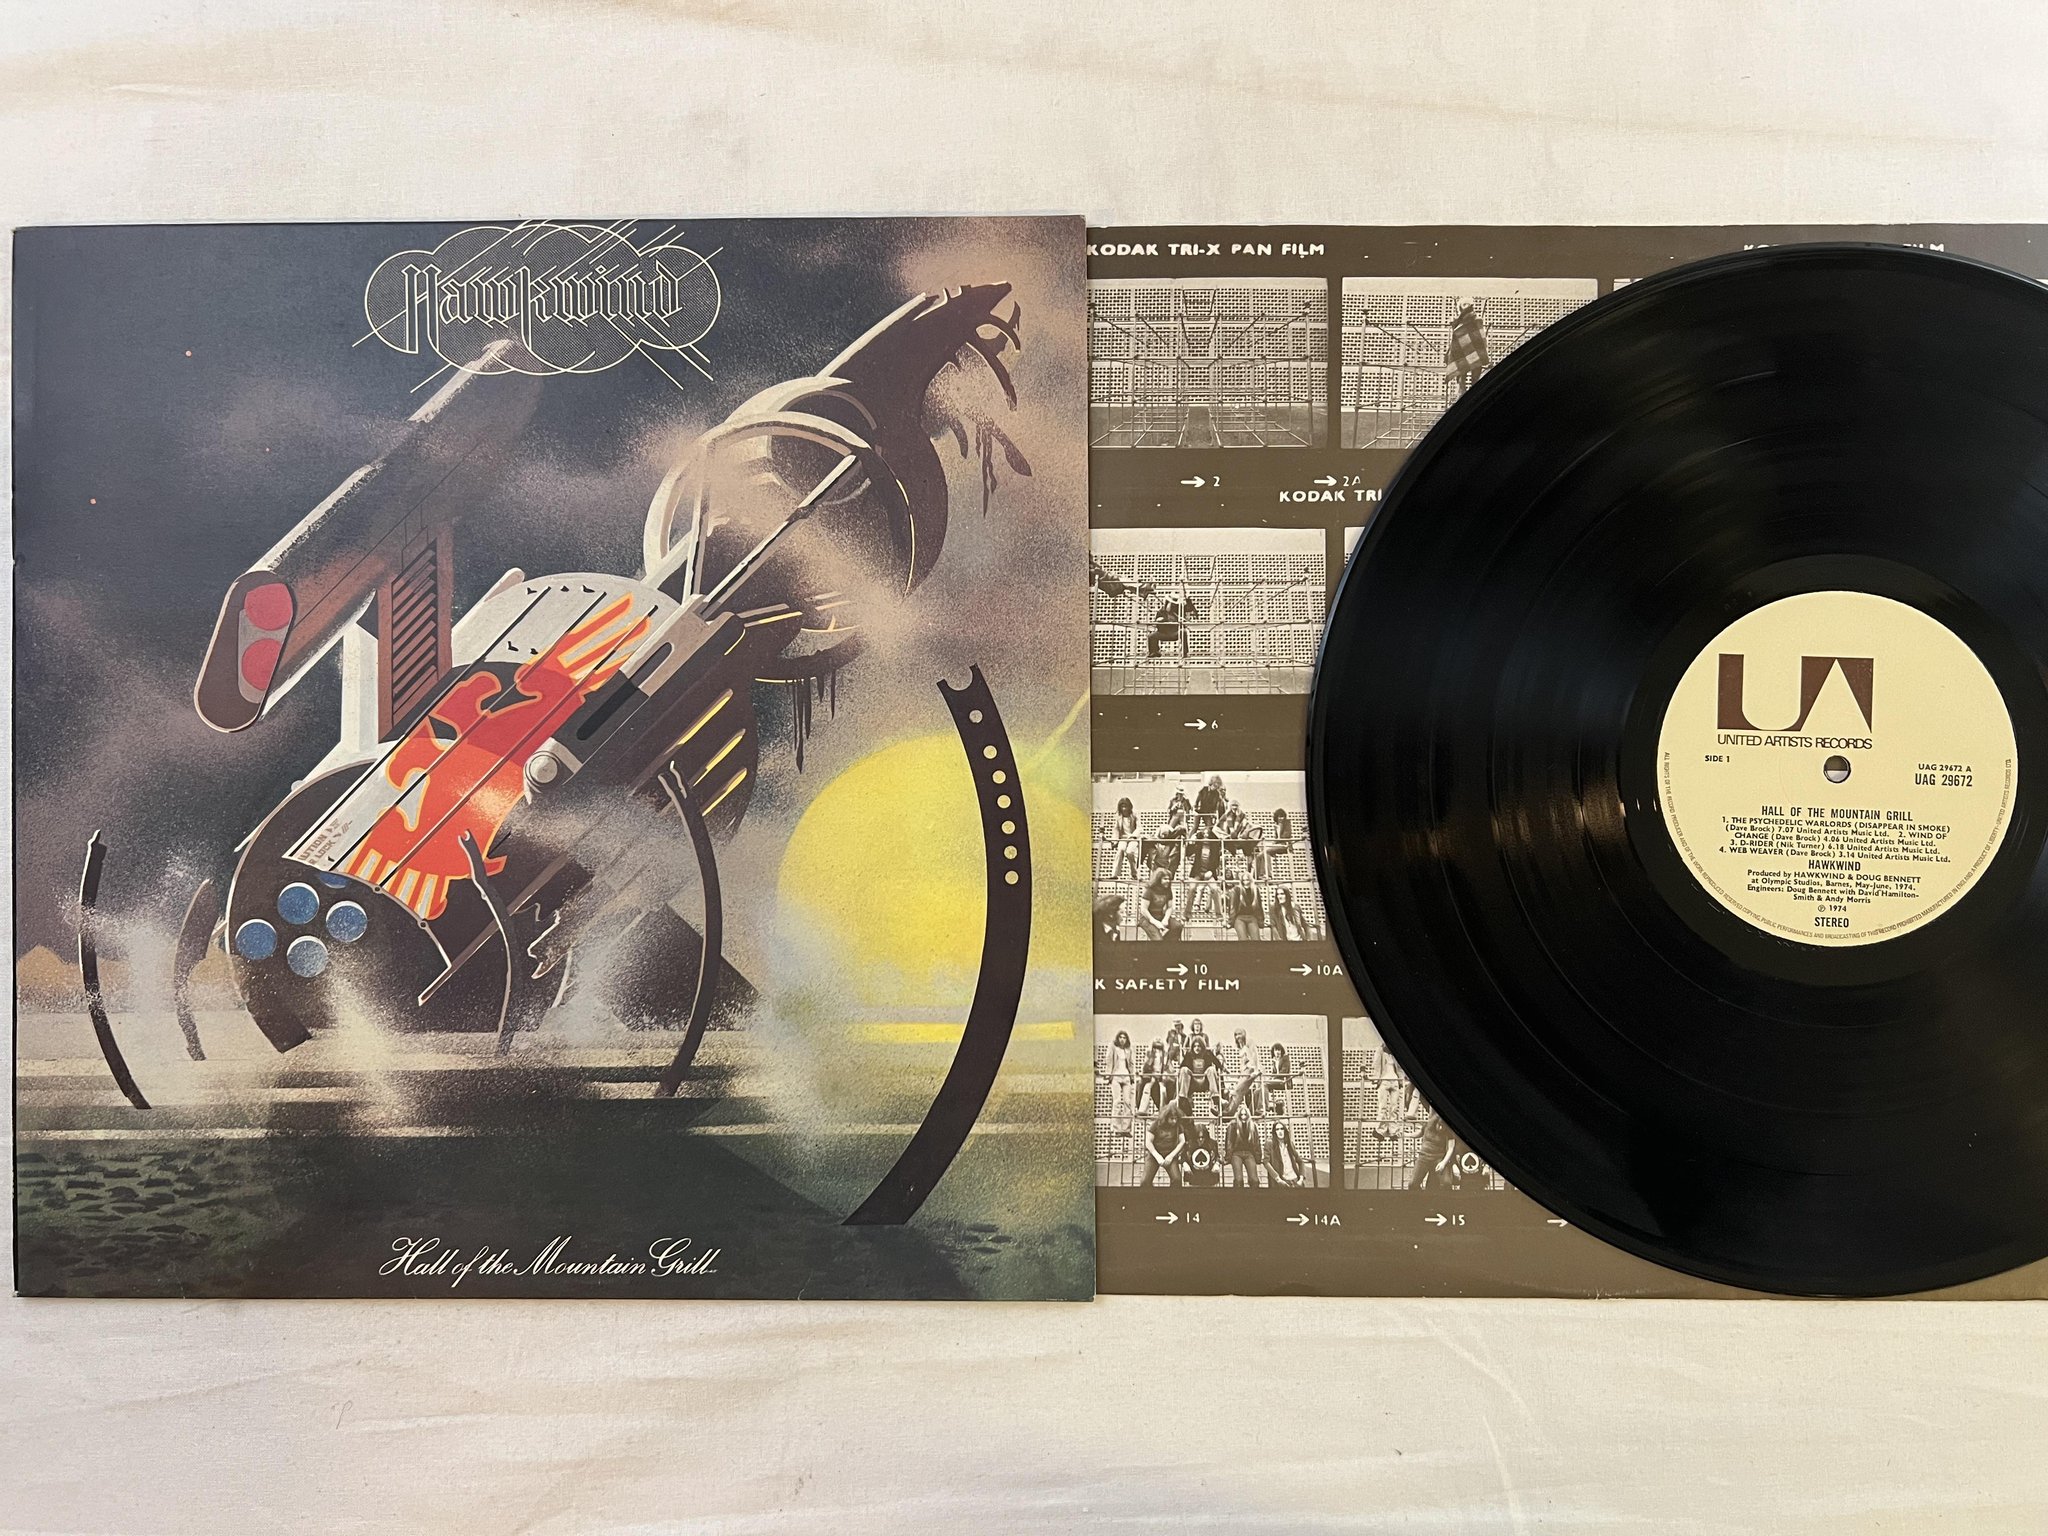 Hawkwind
UTION
LOCK
Hall of the Mountain Grill
KODAK TRI-X PAN FILM
FILM
→ 2
→ 2A
KODAK TRI
→ 6
→ 10
→ 10A
K SAFETY FILM
→ 14
→ 14A
→ 15
UA
UNITED ARTISTS RECORDS
SIDE 1
UAG 29672 A
UAG 29672
HALL OF THE MOUNTAIN GRILL
1. THE PSYCHEDELIC WARLORDS (DISAPPEAR IN SMOKE)
(Dave Brock) 7.07 United Artists Music Ltd. 2. WIND OF
CHANGE (Dave Brock) 4.06 United Artists Music Ltd.
3. D-RIDER (Nik Turner) 6.18 United Artists Music Ltd.
4. WEB WEAVER (Dave Brock) 3.14 United Artists Music Ltd.
HAWKWIND
Produced by HAWKWIND & DOUG BENNETT
at Olympic Studios, Barnes, May-June, 1974.
Engineers: Doug Bennett with David Hamilton-
Smith & Andy Morris
℗ 1974
STEREO